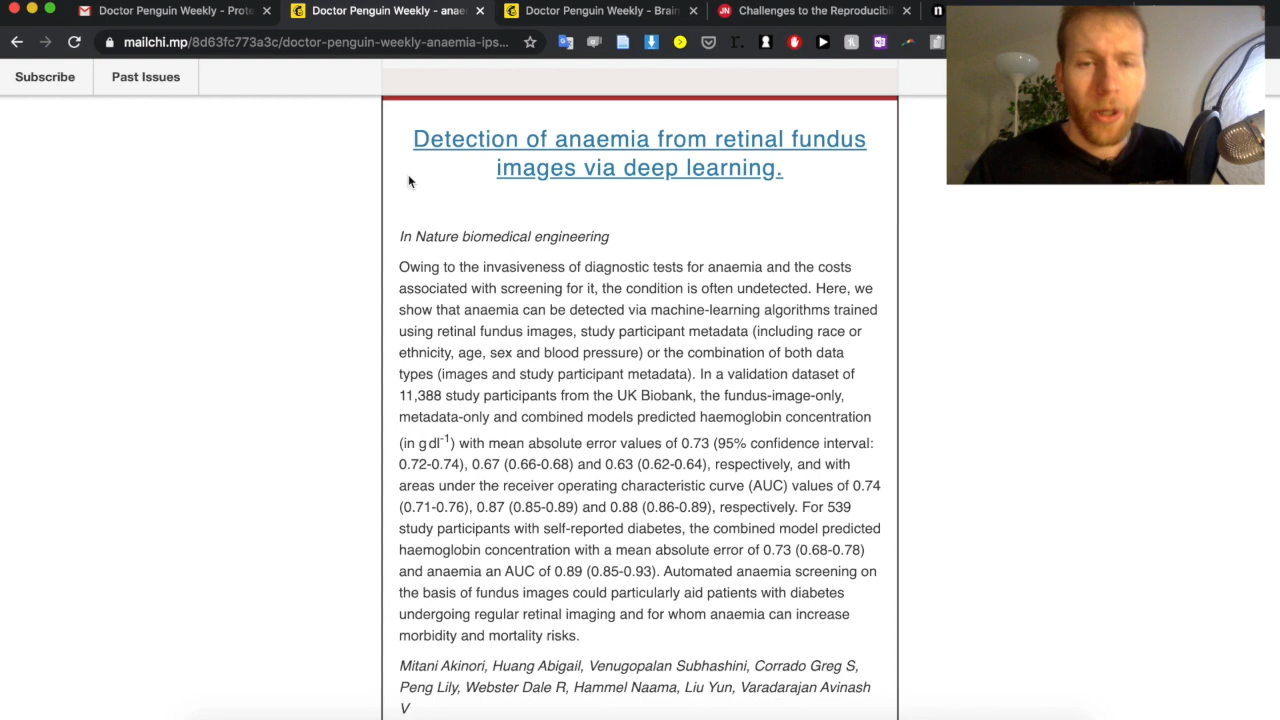 Doctor Penguin Weekly - Prote
Doctor Penguin Weekly - anae
Doctor Penguin Weekly - Brain
Challenges to the Reproducibil
mailchi.mp/8d63fc773a3c/doctor-penguin-weekly-anaemia-ips...
Subscribe
Past Issues
Detection of anaemia from retinal fundus
images via deep learning.
In Nature biomedical engineering
Owing to the invasiveness of diagnostic tests for anaemia and the costs
associated with screening for it, the condition is often undetected. Here, we
show that anaemia can be detected via machine-learning algorithms trained
using retinal fundus images, study participant metadata (including race or
ethnicity, age, sex and blood pressure) or the combination of both data
types (images and study participant metadata). In a validation dataset of
11,388 study participants from the UK Biobank, the fundus-image-only,
metadata-only and combined models predicted haemoglobin concentration
(in g dl-1) with mean absolute error values of 0.73 (95% confidence interval:
0.72-0.74), 0.67 (0.66-0.68) and 0.63 (0.62-0.64), respectively, and with
areas under the receiver operating characteristic curve (AUC) values of 0.74
(0.71-0.76), 0.87 (0.85-0.89) and 0.88 (0.86-0.89), respectively. For 539
study participants with self-reported diabetes, the combined model predicted
haemoglobin concentration with a mean absolute error of 0.73 (0.68-0.78)
and anaemia an AUC of 0.89 (0.85-0.93). Automated anaemia screening on
the basis of fundus images could particularly aid patients with diabetes
undergoing regular retinal imaging and for whom anaemia can increase
morbidity and mortality risks.
Mitani Akinori, Huang Abigail, Venugopalan Subhashini, Corrado Greg S,
Peng Lily, Webster Dale R, Hammel Naama, Liu Yun, Varadarajan Avinash
V